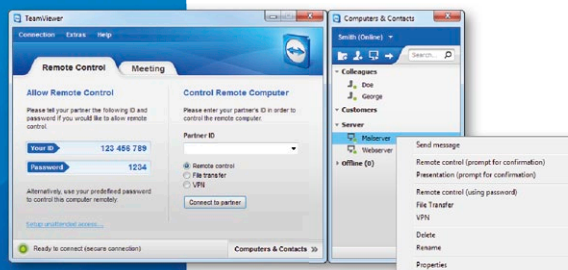 TeamViewer
Connection Extras Help
Remote Control
Meeting
Allow Remote Control
Please tell your partner the following ID and
password if you would like to allow remote
control.
Your ID 123 456 789
Password 1234
Alternatively, use your predefined password
to control this computer remotely.
Setup unattended access...
Control Remote Computer
Please enter your partner's ID in order to
control the remote computer.
Partner ID
Remote control
File transfer
VPN
Connect to partner
Ready to connect (secure connection)
Computers & Contacts >>
Computers & Contacts
Smith (Online)
Search...
Colleagues
Doe
George
Customers
Server
Mailserver
Webserver
Offline (0)
Send message
Remote control (prompt for confirmation)
Presentation (prompt for confirmation)
Remote control (using password)
File Transfer
VPN
Delete
Rename
Properties